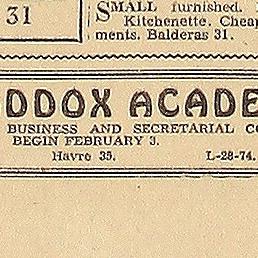 31
SMALL furnished.
Kitchenette. Cheap
ments. Balderas 31.
DDOX ACADE
BUSINESS AND SECRETARIAL CO
BEGIN FEBRUARY 3.
Havre 35. L-28-74.